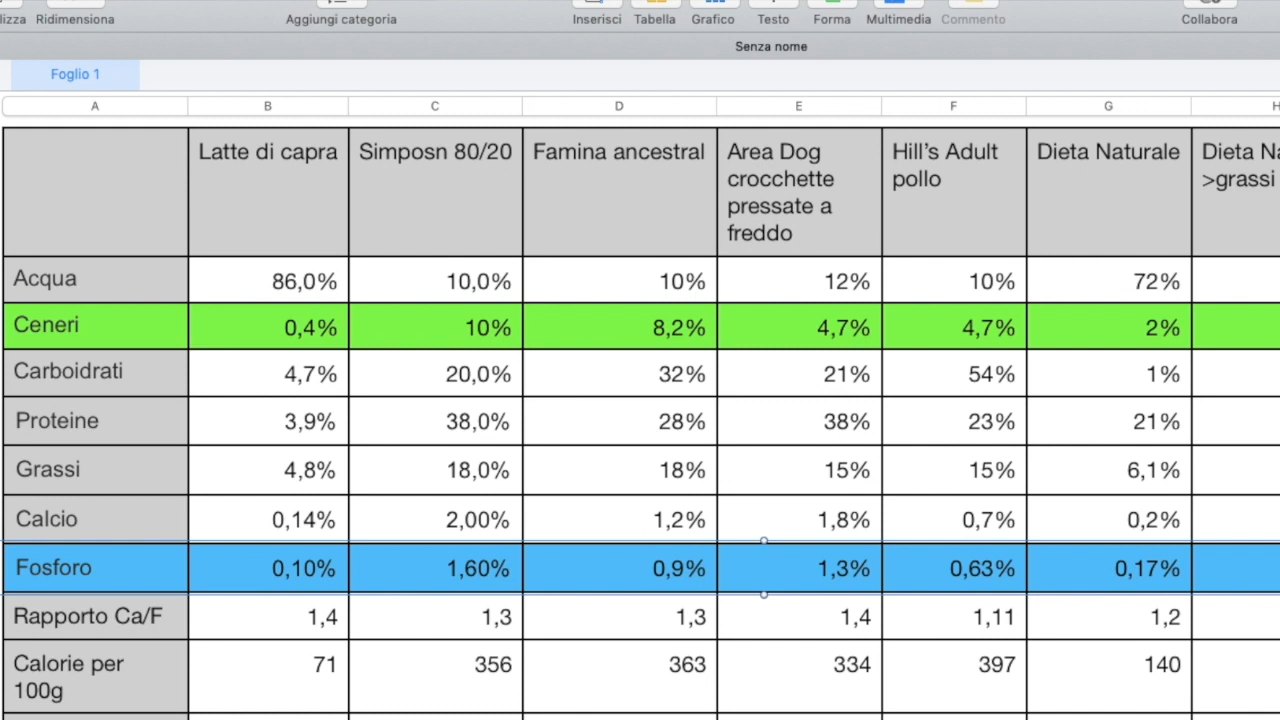 Ridimensiona Aggiungi categoria Inserisci Tabella Grafico Testo Forma Multimedia Commento Collabora
Senza nome
Foglio 1
A B C D E F G H
Latte di capra Simposn 80/20 Famina ancestral Area Dog Hill's Adult Dieta Naturale Dieta
crocchette pollo >grassi
pressate a
freddo
Acqua 86,0% 10,0% 10% 12% 10% 72%
Ceneri 0,4% 10% 8,2% 4,7% 4,7% 2%
Carboidrati 4,7% 20,0% 32% 21% 54% 1%
Proteine 3,9% 38,0% 28% 38% 23% 21%
Grassi 4,8% 18,0% 18% 15% 15% 6,1%
Calcio 0,14% 2,00% 1,2% 1,8% 0,7% 0,2%
Fosforo 0,10% 1,60% 0,9% 1,3% 0,63% 0,17%
Rapporto Ca/F 1,4 1,3 1,3 1,4 1,11 1,2
Calorie per 71 356 363 334 397 140
100g